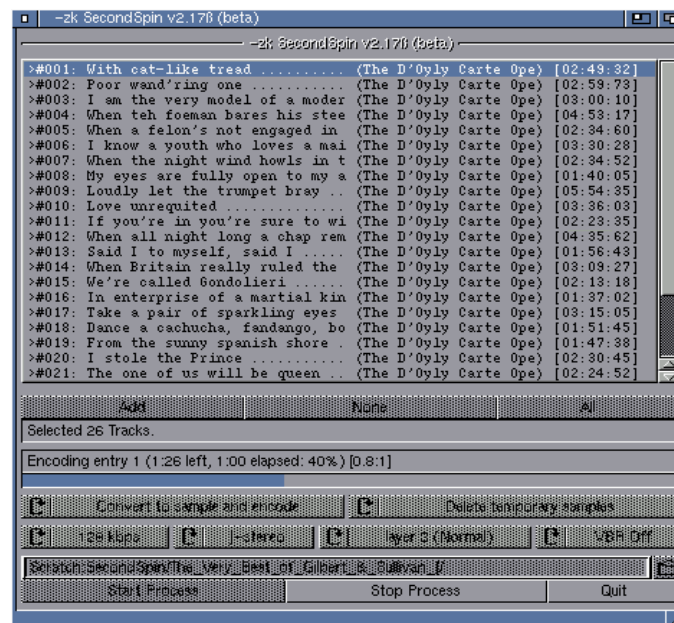 -zk SecondSpin v2.17ß (beta)
-zk SecondSpin v2.17ß (beta)
>#001: With cat-like tread .......... (The D'Oyly Carte Ope) [02:49:32]
>#002: Poor wand'ring one ........... (The D'Oyly Carte Ope) [02:59:73]
>#003: I am the very model of a moder (The D'Oyly Carte Ope) [03:00:10]
>#004: When teh foeman bares his stee (The D'Oyly Carte Ope) [04:53:17]
>#005: When a felon's not engaged in  (The D'Oyly Carte Ope) [02:34:60]
>#006: I know a youth who loves a mai (The D'Oyly Carte Ope) [03:30:28]
>#007: When the night wind howls in t (The D'Oyly Carte Ope) [02:34:52]
>#008: My eyes are fully open to my a (The D'Oyly Carte Ope) [01:40:05]
>#009: Loudly let the trumpet bray .. (The D'Oyly Carte Ope) [05:54:35]
>#010: Love unrequited .............. (The D'Oyly Carte Ope) [03:36:03]
>#011: If you're in you're sure to wi (The D'Oyly Carte Ope) [02:23:35]
>#012: When all night long a chap rem (The D'Oyly Carte Ope) [04:35:62]
>#013: Said I to myself, said I ..... (The D'Oyly Carte Ope) [01:56:43]
>#014: When Britain really ruled the  (The D'Oyly Carte Ope) [03:09:27]
>#015: We're called Gondolieri ...... (The D'Oyly Carte Ope) [02:13:18]
>#016: In enterprise of a martial kin (The D'Oyly Carte Ope) [01:37:02]
>#017: Take a pair of sparkling eyes  (The D'Oyly Carte Ope) [03:15:05]
>#018: Dance a cachucha, fandango, bo (The D'Oyly Carte Ope) [01:51:45]
>#019: From the sunny spanish shore . (The D'Oyly Carte Ope) [01:47:38]
>#020: I stole the Prince ........... (The D'Oyly Carte Ope) [02:30:45]
>#021: The one of us will be queen .. (The D'Oyly Carte Ope) [02:24:52]
Add None All
Selected 26 Tracks.
Encoding entry 1 (1:26 left, 1:00 elapsed: 40%) [0.8:1]
Convert to sample and encode Delete temporary samples
128 kbps j-stereo layer 3 (Normal) VBR Off
Scratch:SecondSpin/The_Very_Best_of_Gilbert_&_Sullivan_[/
Start Process Stop Process Quit